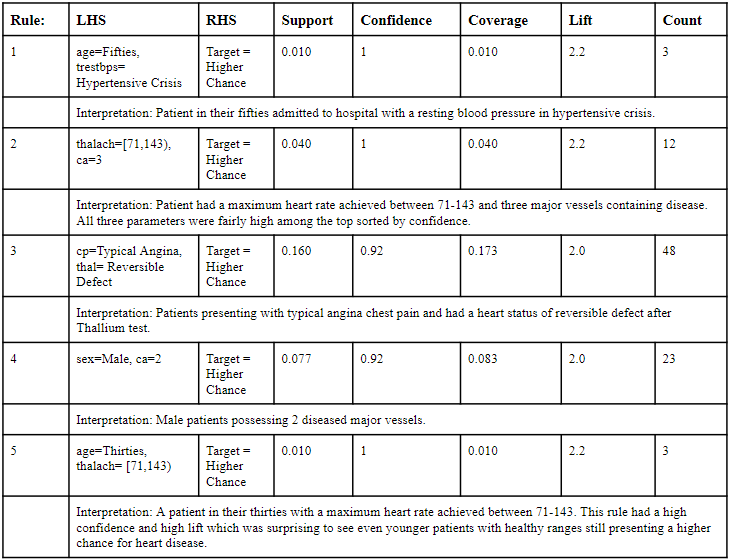 Rule: LHS RHS Support Confidence Coverage Lift Count
1 age=Fifties, Target = 0.010 1 0.010 2.2 3
trestbps= Higher
Hypertensive Crisis Chance
Interpretation: Patient in their fifties admitted to hospital with a resting blood pressure in hypertensive crisis.
2 thalach=[71,143), Target = 0.040 1 0.040 2.2 12
ca=3 Higher
Chance
Interpretation: Patient had a maximum heart rate achieved between 71-143 and three major vessels containing disease.
All three parameters were fairly high among the top sorted by confidence.
3 cp=Typical Angina, Target = 0.160 0.92 0.173 2.0 48
thal= Reversible Higher
Defect Chance
Interpretation: Patients presenting with typical angina chest pain and had a heart status of reversible defect after
Thallium test.
4 sex=Male, ca=2 Target = 0.077 0.92 0.083 2.0 23
Higher
Chance
Interpretation: Male patients possessing 2 diseased major vessels.
5 age=Thirties, Target = 0.010 1 0.010 2.2 3
thalach= [71,143) Higher
Chance
Interpretation: A patient in their thirties with a maximum heart rate achieved between 71-143. This rule had a high
confidence and high lift which was surprising to see even younger patients with healthy ranges still presenting a higher
chance for heart disease.